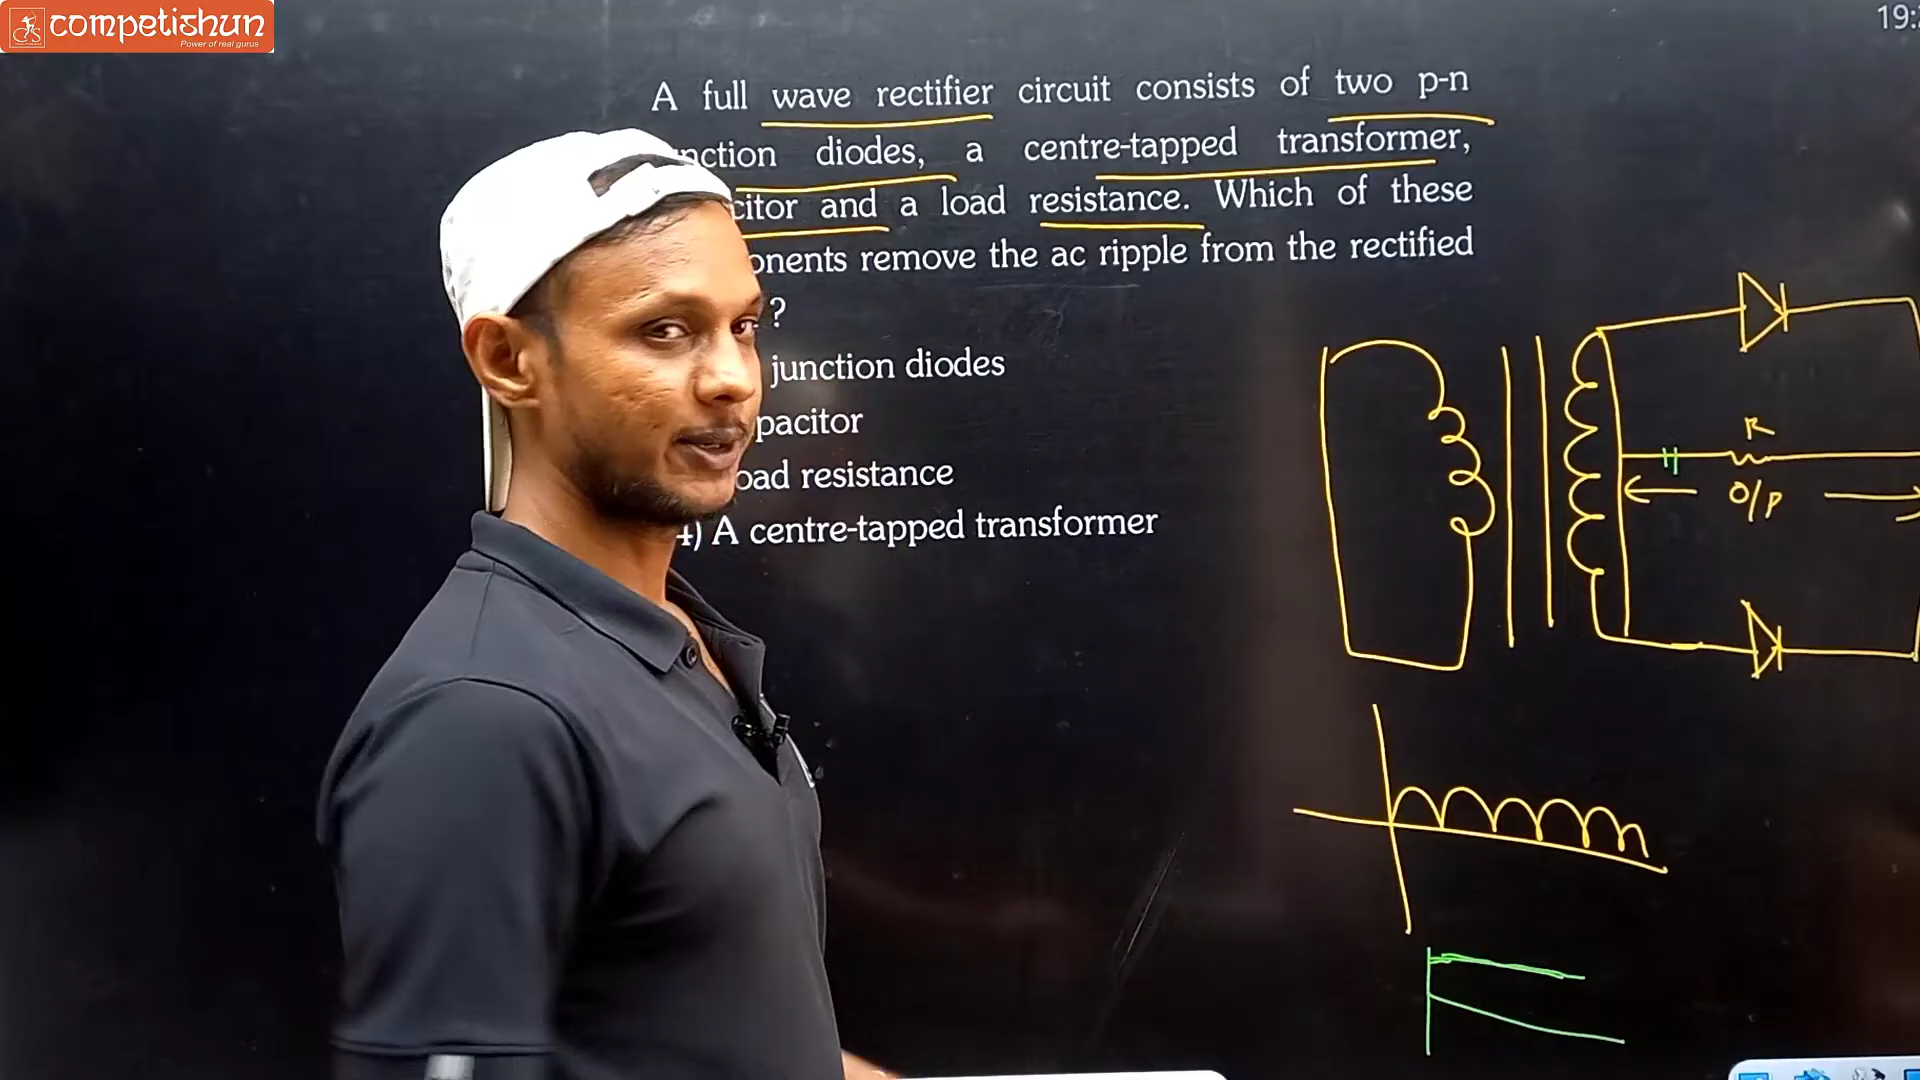 competishun
Power of real gurus
19:
A full wave rectifier circuit consists of two p-n
nction diodes, a centre-tapped transformer,
citor and a load resistance. Which of these
onents remove the ac ripple from the rectified
?
junction diodes
pacitor
oad resistance
4) A centre-tapped transformer
R
O/P